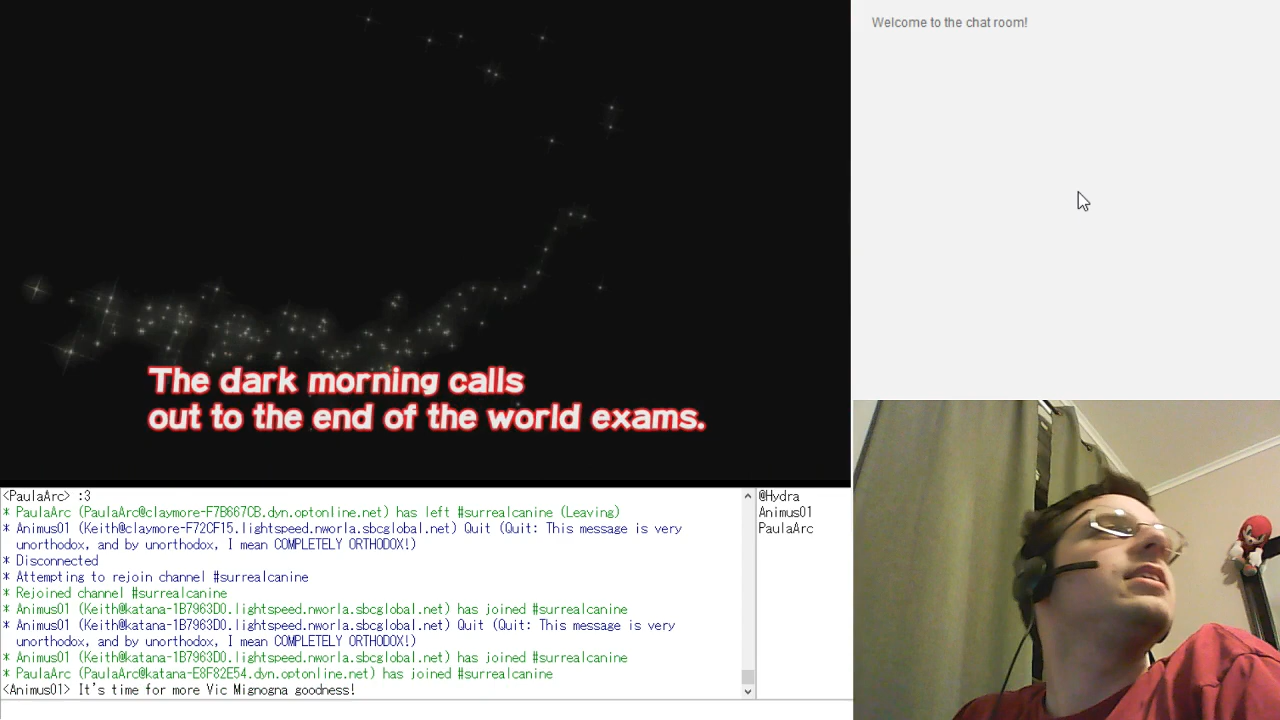 Welcome to the chat room!
The dark morning calls
out to the end of the world exams.
<PaulaArc> :3
* PaulaArc (PaulaArc@claymore-F7B667CB.dyn.optonline.net) has left #surrealcanine (Leaving)
* Animus01 (Keith@claymore-F72CF15.lightspeed.nworla.sbcglobal.net) Quit (Quit: This message is very
unorthodox, and by unorthodox, I mean COMPLETELY ORTHODOX!)
* Disconnected
* Attempting to rejoin channel #surrealcanine
* Rejoined channel #surrealcanine
* Animus01 (Keith@katana-1B7963D0.lightspeed.nworla.sbcglobal.net) has joined #surrealcanine
* Animus01 (Keith@katana-1B7963D0.lightspeed.nworla.sbcglobal.net) Quit (Quit: This message is very
unorthodox, and by unorthodox, I mean COMPLETELY ORTHODOX!)
* Animus01 (Keith@katana-1B7963D0.lightspeed.nworla.sbcglobal.net) has joined #surrealcanine
* PaulaArc (PaulaArc@katana-E8F82E54.dyn.optonline.net) has joined #surrealcanine
<Animus01> It's time for more Vic Mignogna goodness!
@Hydra
Animus01
PaulaArc